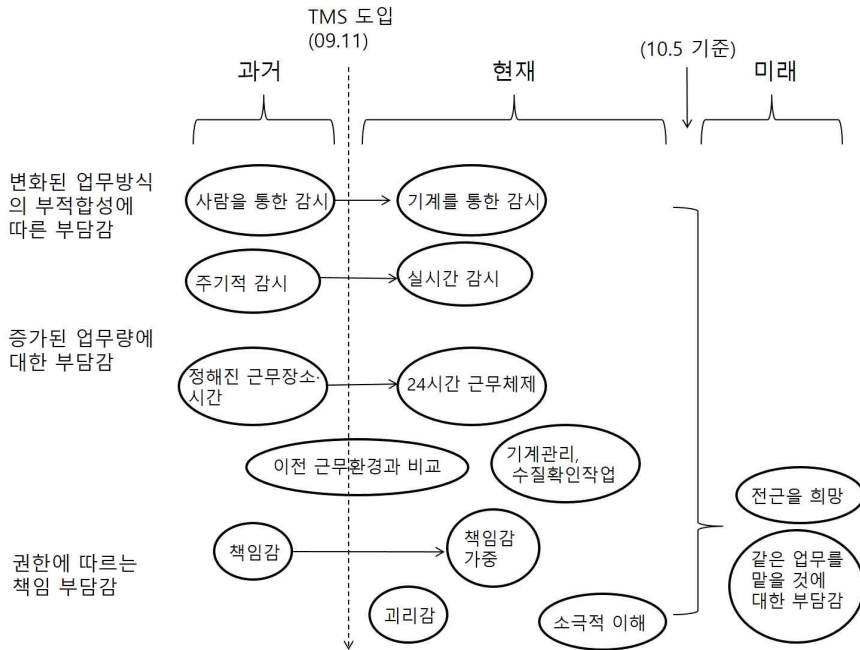 TMS 도입
(09.11)
(10.5 기준)
과거
현재
미래
변화된 업무방식
의 부적합성에
따른 부담감
사람을 통한 감시
기계를 통한 감시
주기적 감시
실시간 감시
증가된 업무량에
대한 부담감
정해진 근무장소·
시간
24시간 근무체제
이전 근무환경과 비교
기계관리,
수질확인작업
전근을 희망
권한에 따르는
책임 부담감
책임감
책임감
가중
같은 업무를
맡을 것에
대한 부담감
괴리감
소극적 이해